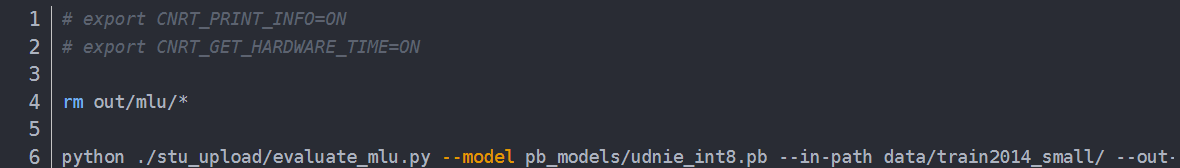 1 # export CNRT_PRINT_INFO=ON
2 # export CNRT_GET_HARDWARE_TIME=ON
3
4 rm out/mlu/*
5
6 python ./stu_upload/evaluate_mlu.py --model pb_models/udnie_int8.pb --in-path data/train2014_small/ --out-